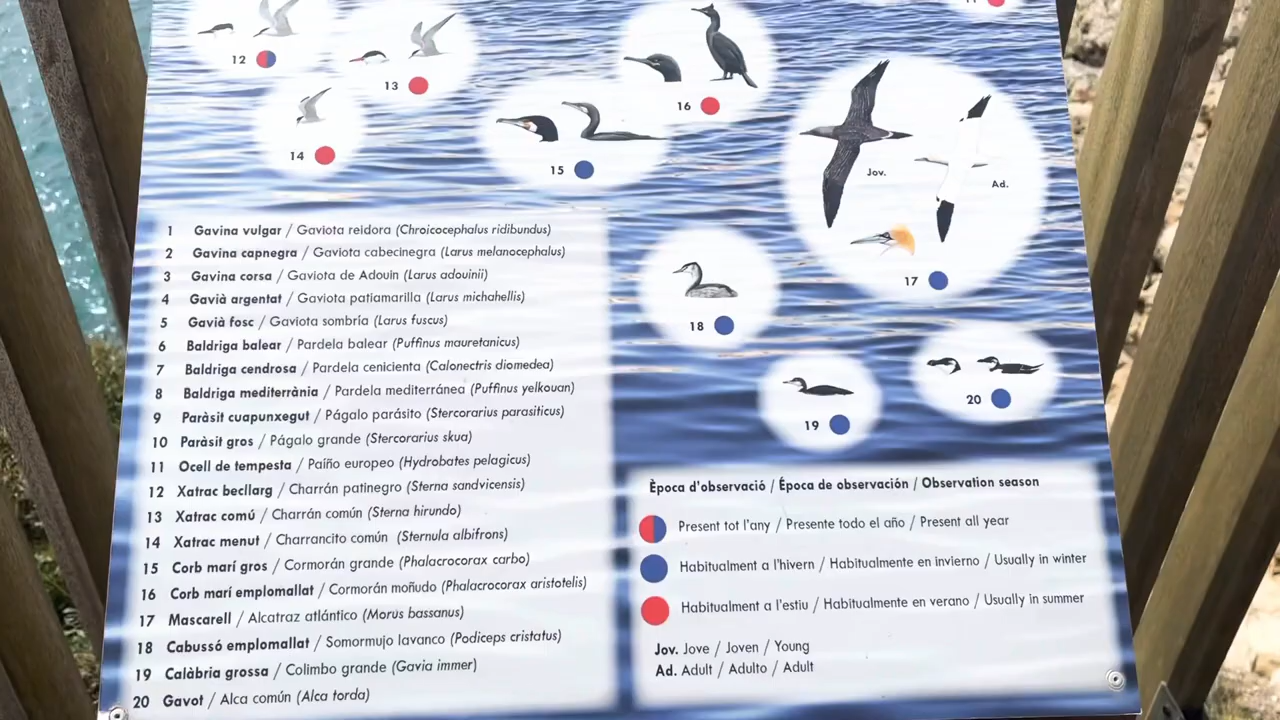 12
13
14
15
16
Jov.
Ad.
17
18
19
20
1 Gavina vulgar / Gaviota reidora (Chroicocephalus ridibundus)
2 Gavina capnegra / Gaviota cabecinegra (Larus melanocephalus)
3 Gavina corsa / Gaviota de Adouin (Larus adouinii)
4 Gavià argentat / Gaviota patiamarilla (Larus michahellis)
5 Gavià fosc / Gaviota sombría (Larus fuscus)
6 Baldriga balear / Pardela balear (Puffinus mauretanicus)
7 Baldriga cendrosa / Pardela cenicienta (Calonectris diomedea)
8 Baldriga mediterrània / Pardela mediterránea (Puffinus yelkouan)
9 Paràsit cuapunxegut / Págalo parásito (Stercorarius parasiticus)
10 Paràsit gros / Págalo grande (Stercorarius skua)
11 Ocell de tempesta / Paíño europeo (Hydrobates pelagicus)
12 Xatrac becllarg / Charrán patinegro (Sterna sandvicensis)
13 Xatrac comú / Charrán común (Sterna hirundo)
14 Xatrac menut / Charrancito común (Sternula albifrons)
15 Corb marí gros / Cormorán grande (Phalacrocorax carbo)
16 Corb marí emplomallat / Cormorán moñudo (Phalacrocorax aristotelis)
17 Mascarell / Alcatraz atlántico (Morus bassanus)
18 Cabussó emplomallat / Somormujo lavanco (Podiceps cristatus)
19 Calàbria grossa / Colimbo grande (Gavia immer)
20 Gavot / Alca común (Alca torda)
Època d'observació / Época de observación / Observation season
Present tot l'any / Presente todo el año / Present all year
Habitualment a l'hivern / Habitualmente en invierno / Usually in winter
Habitualment a l'estiu / Habitualmente en verano / Usually in summer
Jov. Jove / Joven / Young
Ad. Adult / Adulto / Adult